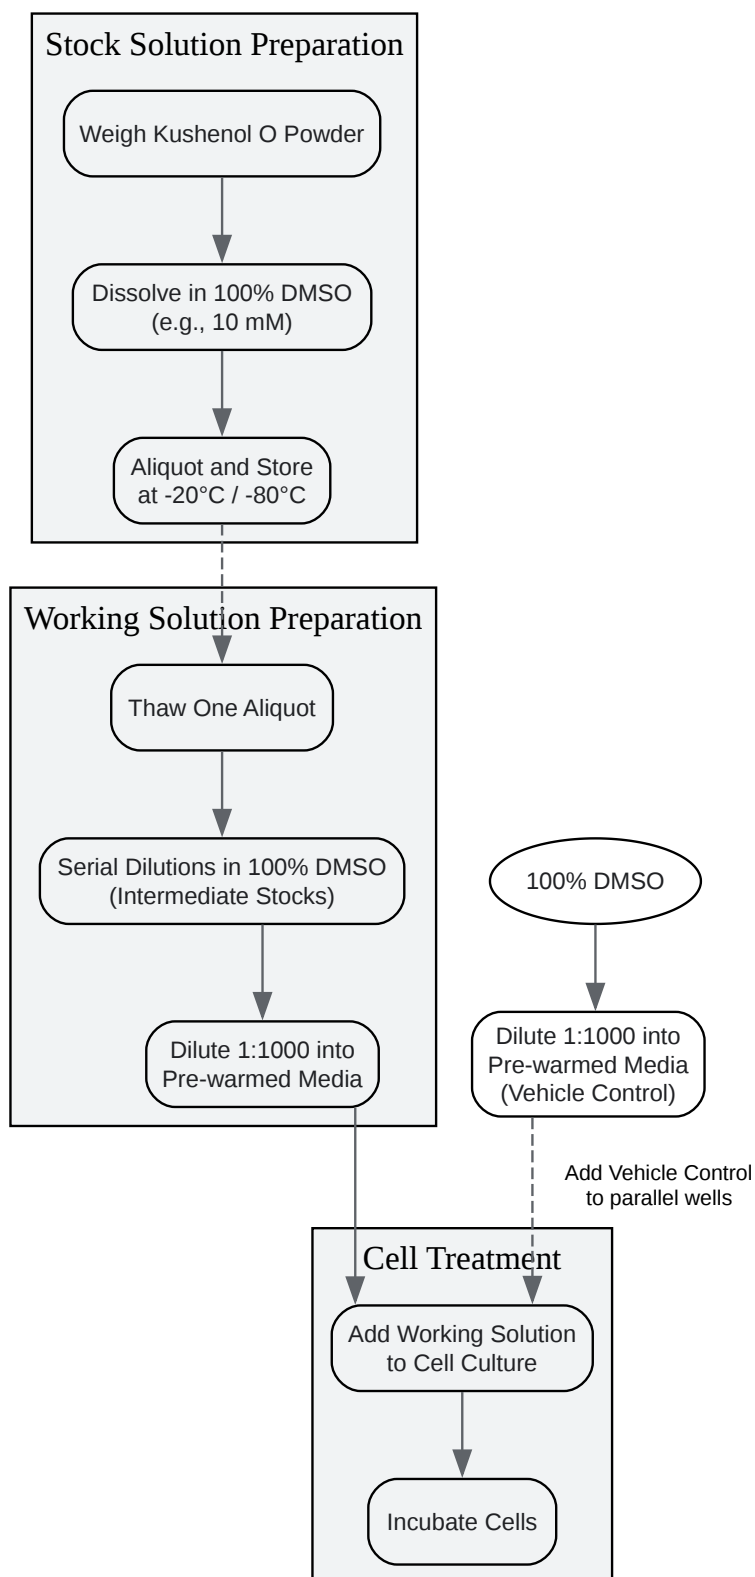 Stock Solution Preparation
Weigh Kushenol O Powder
Dissolve in 100% DMSO
(e.g., 10 mM)
Aliquot and Store
at -20°C / -80°C
Working Solution Preparation
Thaw One Aliquot
Serial Dilutions in 100% DMSO
(Intermediate Stocks)
100% DMSO
Dilute 1:1000 into
Pre-warmed Media
Dilute 1:1000 into
Pre-warmed Media
(Vehicle Control)
Add Vehicle Control
to parallel wells
Cell Treatment
Add Working Solution
to Cell Culture
Incubate Cells